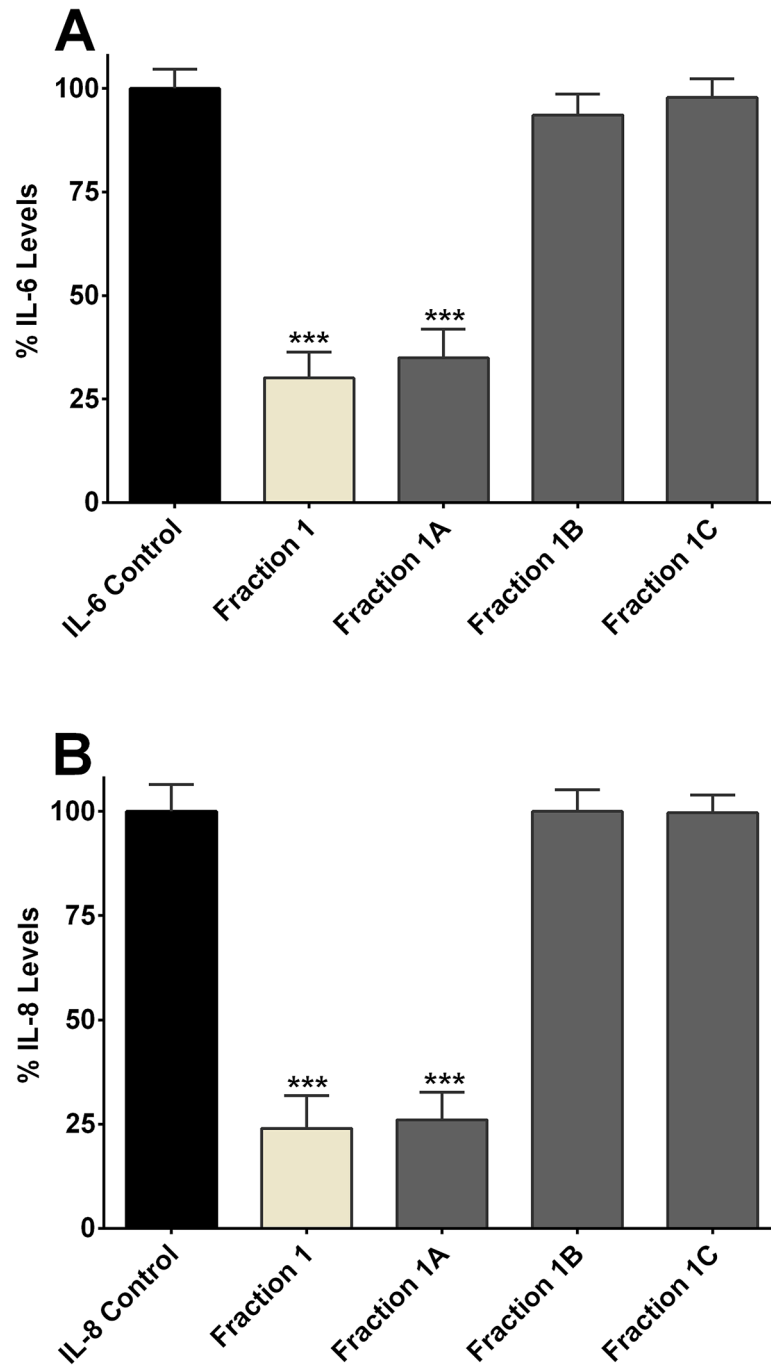 A
% IL-6 Levels
100
75
50
25
0
***
***
IL-6 Control
Fraction 1
Fraction 1A
Fraction 1B
Fraction 1C
B
% IL-8 Levels
100
75
50
25
0
***
***
IL-8 Control
Fraction 1
Fraction 1A
Fraction 1B
Fraction 1C